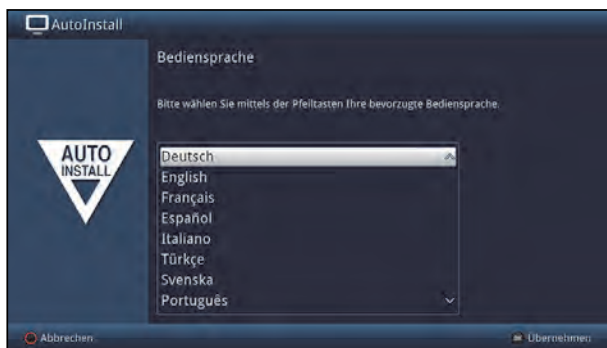 AutoInstall
Bediensprache
Bitte wählen Sie mittels der Pfeiltasten Ihre bevorzugte Bediensprache.
AUTO
INSTALL
Deutsch
English
Français
Español
Italiano
Türkçe
Svenska
Português
Abbrechen
Übernehmen